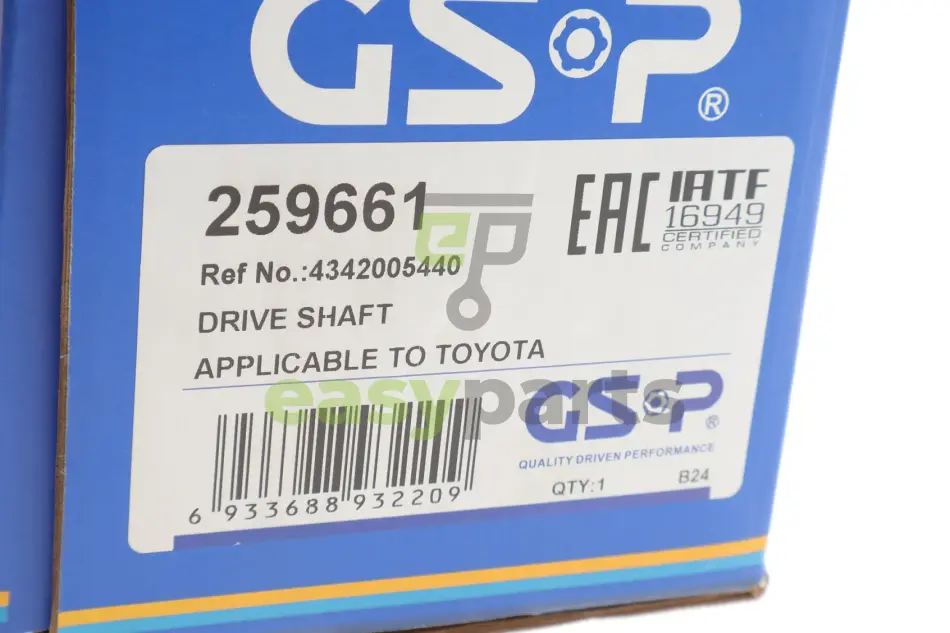 GSP®
259661
EAC
IATF
16949
CERTIFIED
COMPANY
Ref No.:4342005440
DRIVE SHAFT
APPLICABLE TO TOYOTA
ep
easyparts
GSP®
QUALITY DRIVEN PERFORMANCE
QTY:1
B24
6 933688 932209